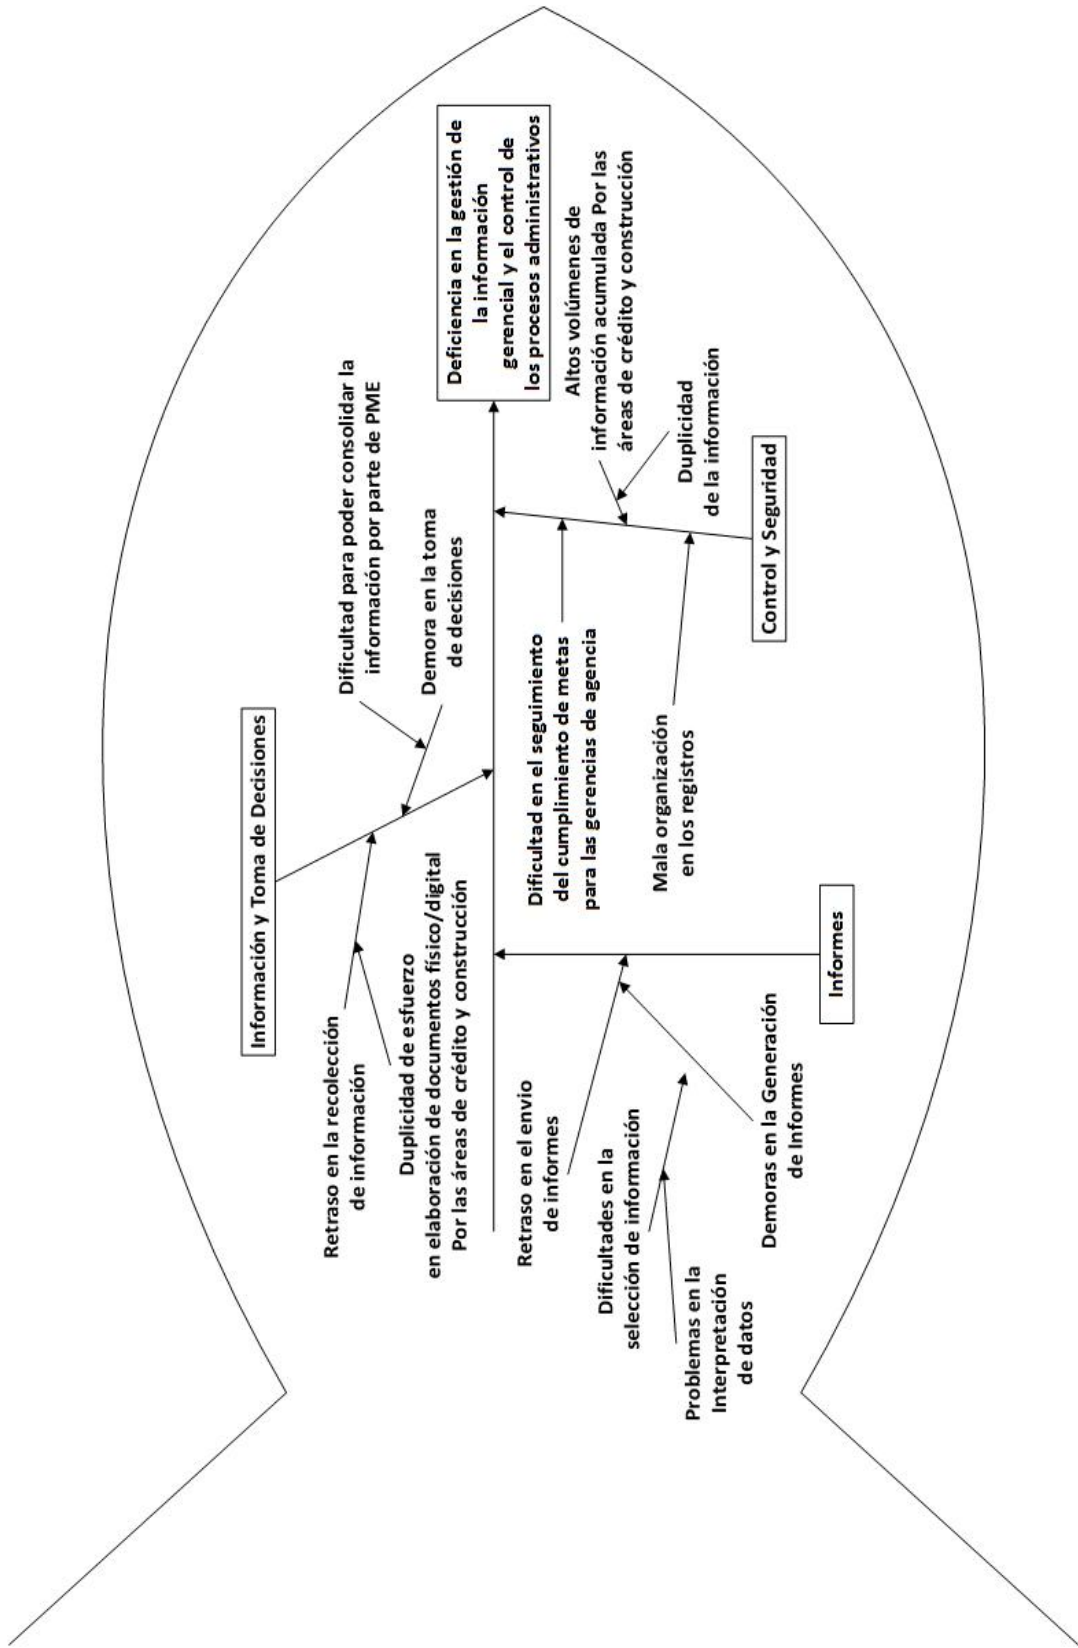 Información y Toma de Decisiones
Retraso en la recolección
de información
Duplicidad de esfuerzo
en elaboración de documentos físico/digital
Por las áreas de crédito y construcción
Dificultad para poder consolidar la
información por parte de PME
Demora en la toma
de decisiones
Deficiencia en la gestión de
la información
gerencial y el control de
los procesos administrativos
Retraso en el envio
de informes
Dificultades en la
selección de información
Problemas en la
Interpretación
de datos
Demoras en la Generación
de Informes
Informes
Dificultad en el seguimiento
del cumplimiento de metas
para las gerencias de agencia
Mala organización
en los registros
Altos volúmenes de
información acumulada Por las
áreas de crédito y construcción
Duplicidad
de la información
Control y Seguridad